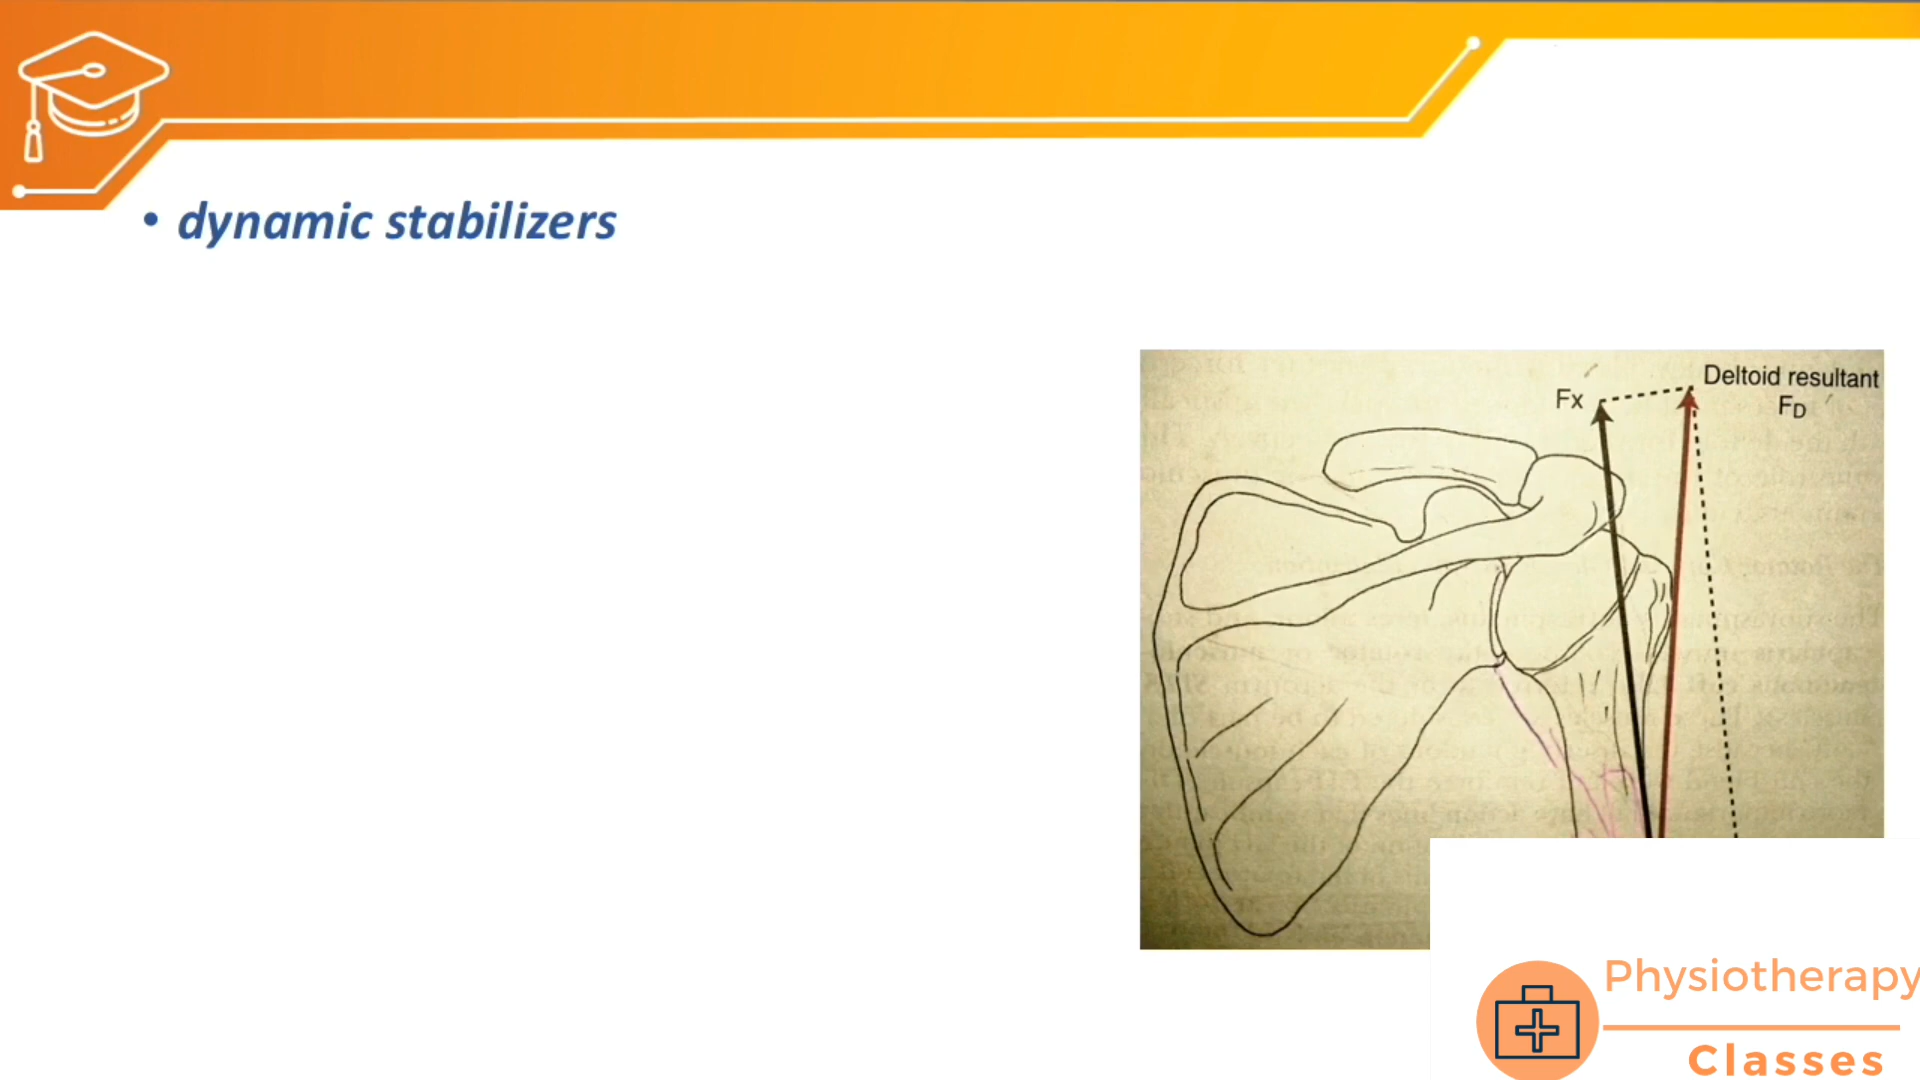 • dynamic stabilizers
Deltoid resultant
Fx
FD
Physiotherapy
Classes